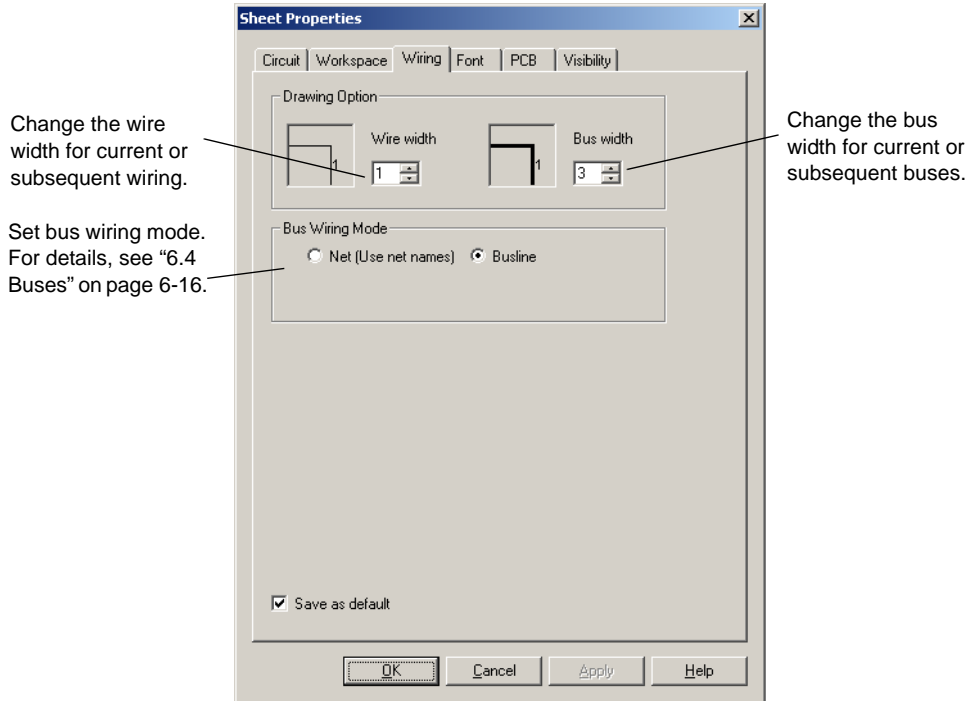 Sheet Properties
Circuit Workspace Wiring Font PCB Visibility
Drawing Option
Wire width
1
1
Bus width
1
3
Change the wire
width for current or
subsequent wiring.
Change the bus
width for current or
subsequent buses.
Set bus wiring mode.
For details, see “6.4
Buses” on page 6-16.
Bus Wiring Mode
Net (Use net names) Busline
Save as default
OK Cancel Apply Help